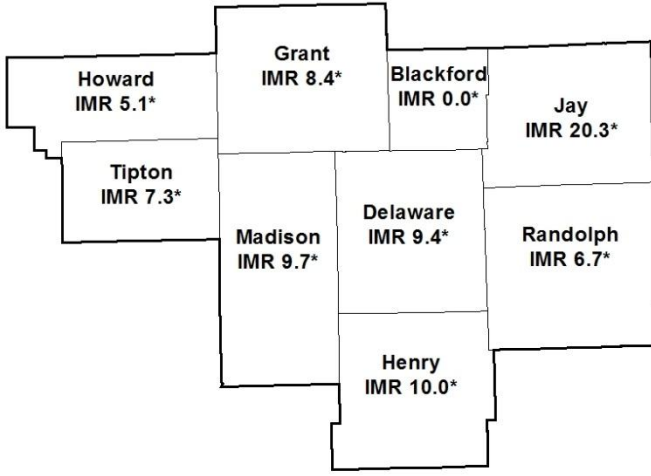 Grant
IMR 8.4*
Howard
IMR 5.1*
Blackford
IMR 0.0*
Jay
IMR 20.3*
Tipton
IMR 7.3*
Madison
IMR 9.7*
Delaware
IMR 9.4*
Randolph
IMR 6.7*
Henry
IMR 10.0*